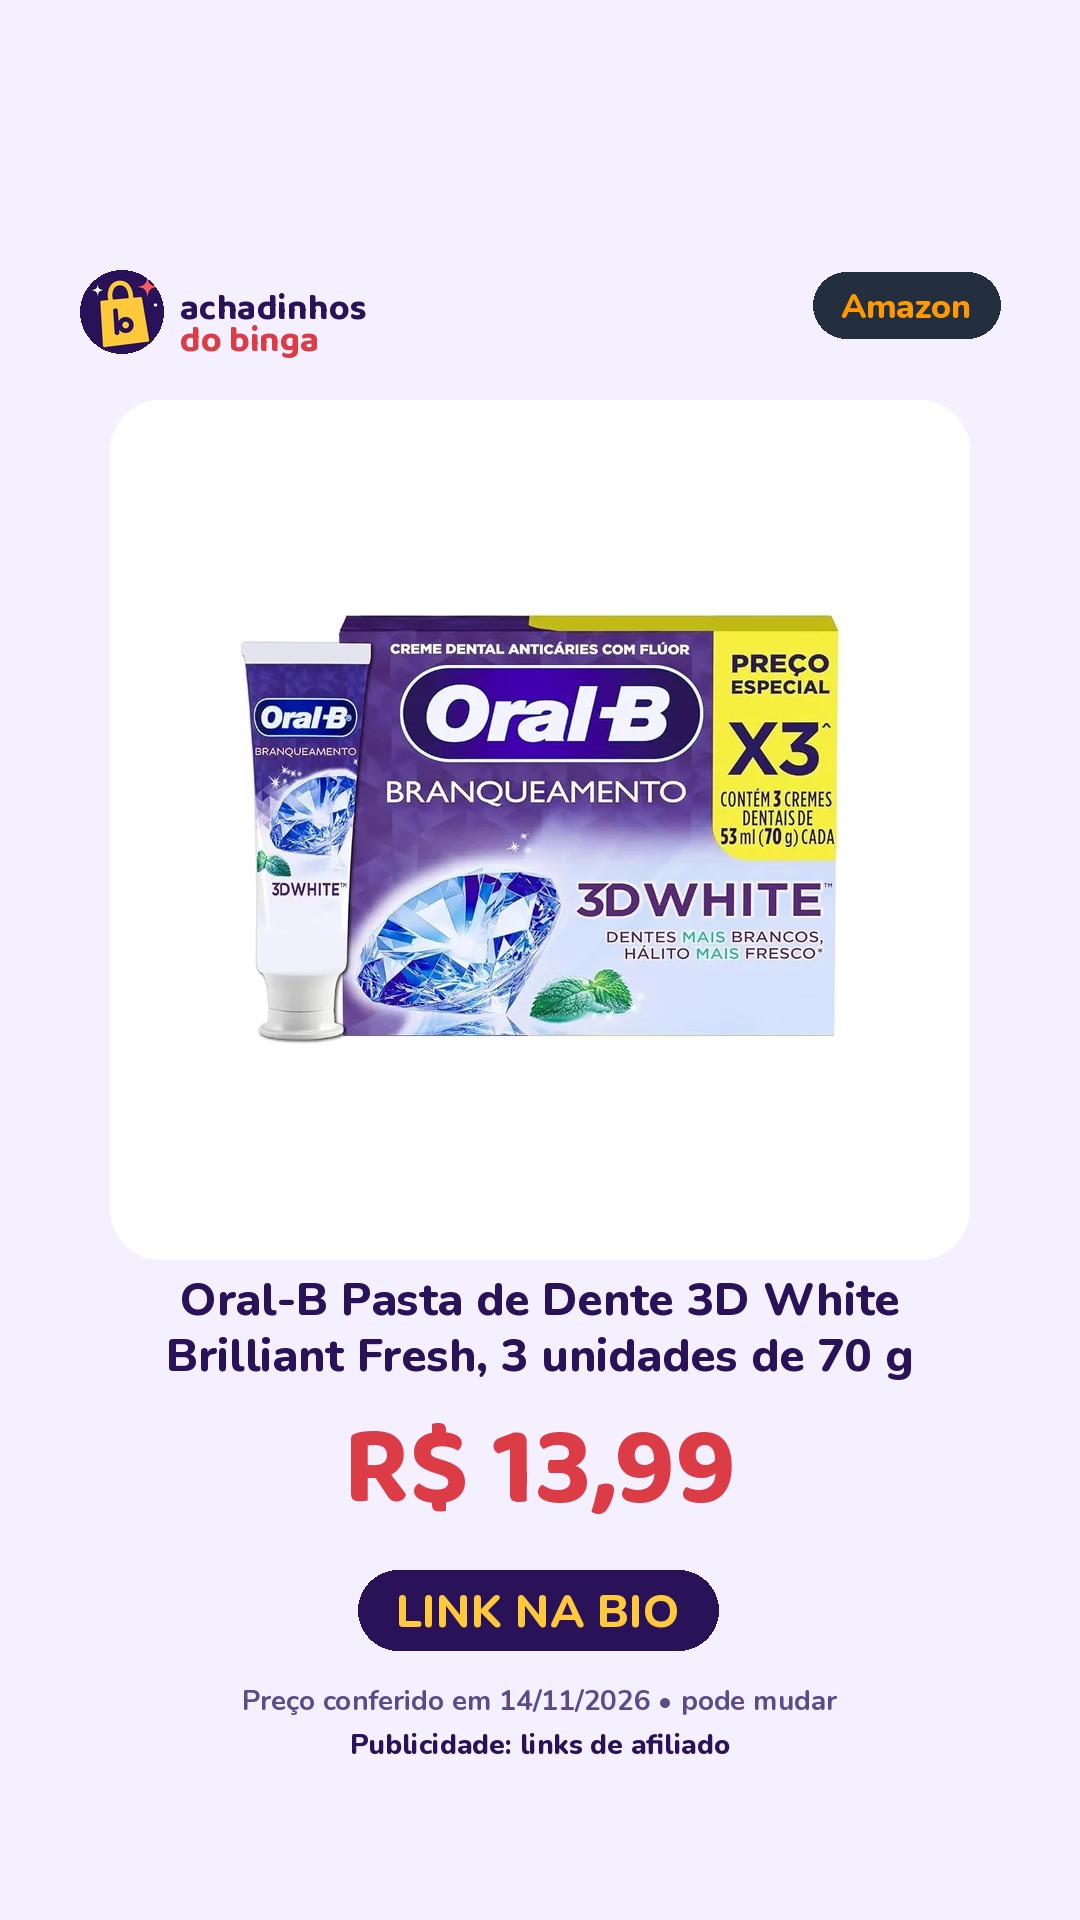 achadinhos
do binga
b
Amazon
CREME DENTAL ANTICÁRIES COM FLÚOR
Oral-B
BRANQUEAMENTO
PREÇO
ESPECIAL
X3^
CONTÉM 3 CREMES
DENTAIS DE
53 ml (70 g) CADA
3DWHITE™
DENTES MAIS BRANCOS,
HÁLITO MAIS FRESCO*
Oral-B®
BRANQUEAMENTO
3DWHITE™
Oral-B Pasta de Dente 3D White
Brilliant Fresh, 3 unidades de 70 g
R$ 13,99
LINK NA BIO
Preço conferido em 14/11/2026 • pode mudar
Publicidade: links de afiliado